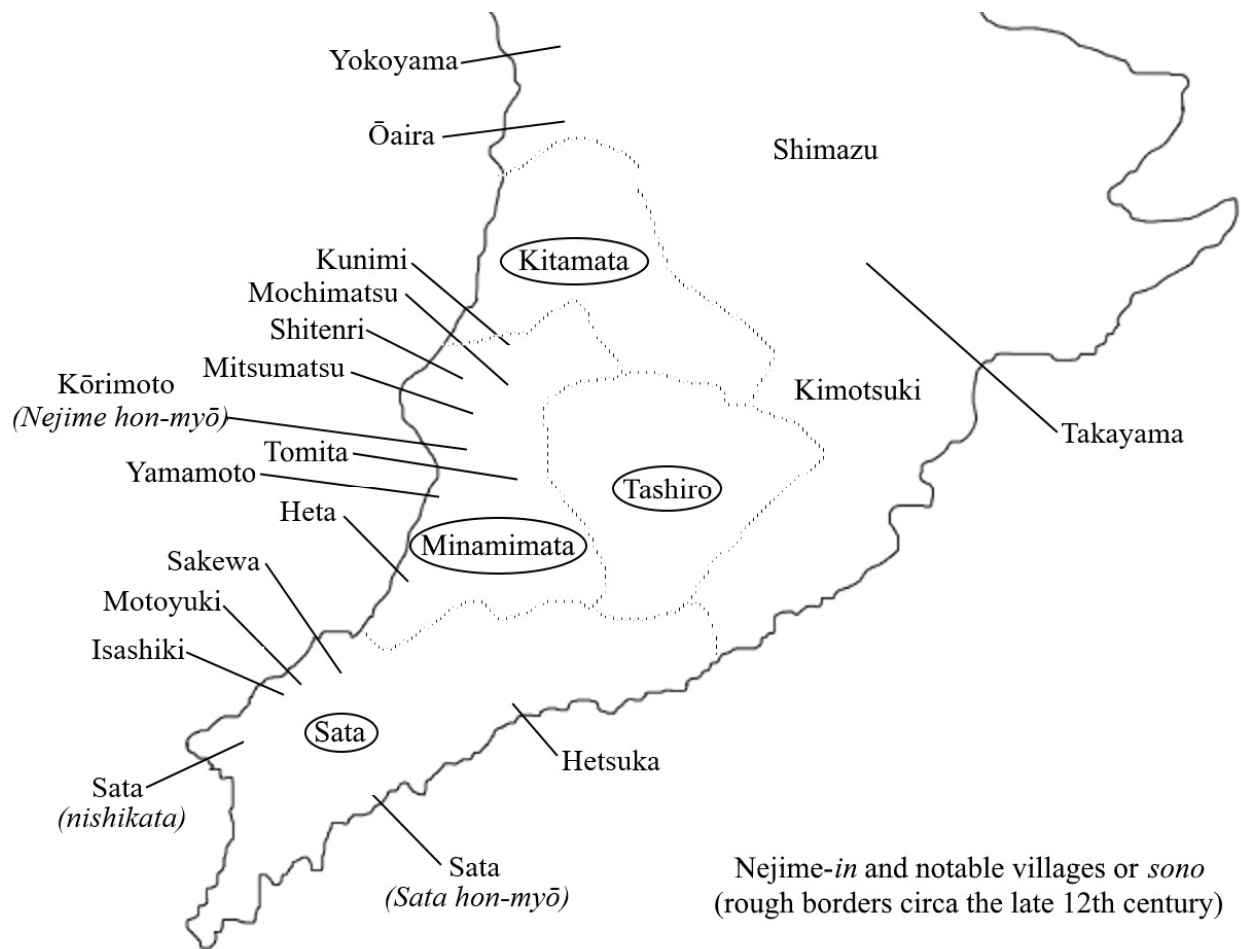 Yokoyama
Ōaira
Shimazu
Kunimi
Kitamata
Mochimatsu
Shitenri
Mitsumatsu
Kōrimoto
(Nejime hon-myō)
Kimotsuki
Takayama
Tomita
Yamamoto
Tashiro
Heta
Minamimata
Sakewa
Motoyuki
Isashiki
Sata
Hetsuka
Sata
(nishikata)
Sata
(Sata hon-myō)
Nejime-in and notable villages or sono
(rough borders circa the late 12th century)